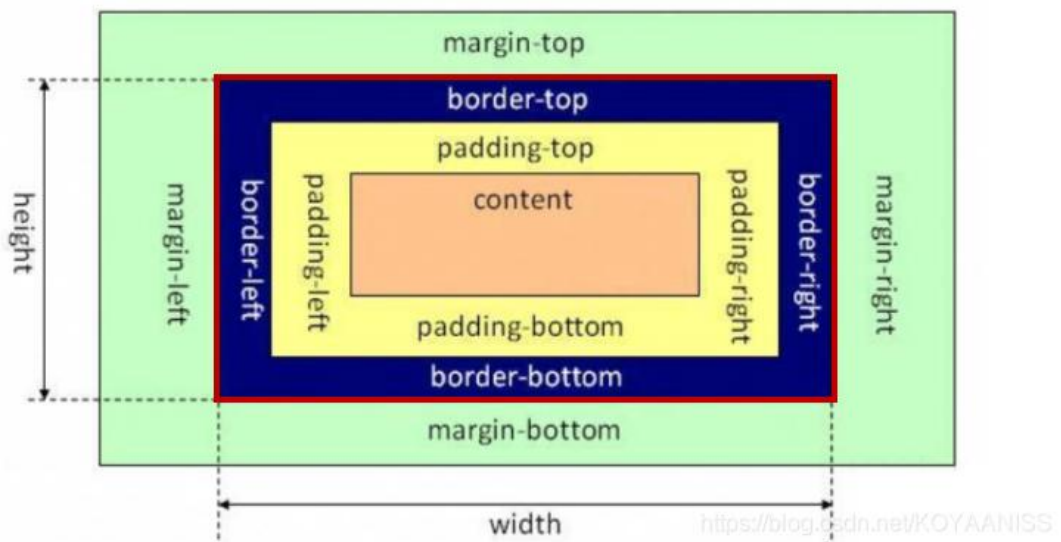 margin-top
border-top
padding-top
content
height
margin-left
border-left
padding-left
padding-right
border-right
margin-right
padding-bottom
border-bottom
margin-bottom
width
https://blog.csdn.net/KOYAANISS